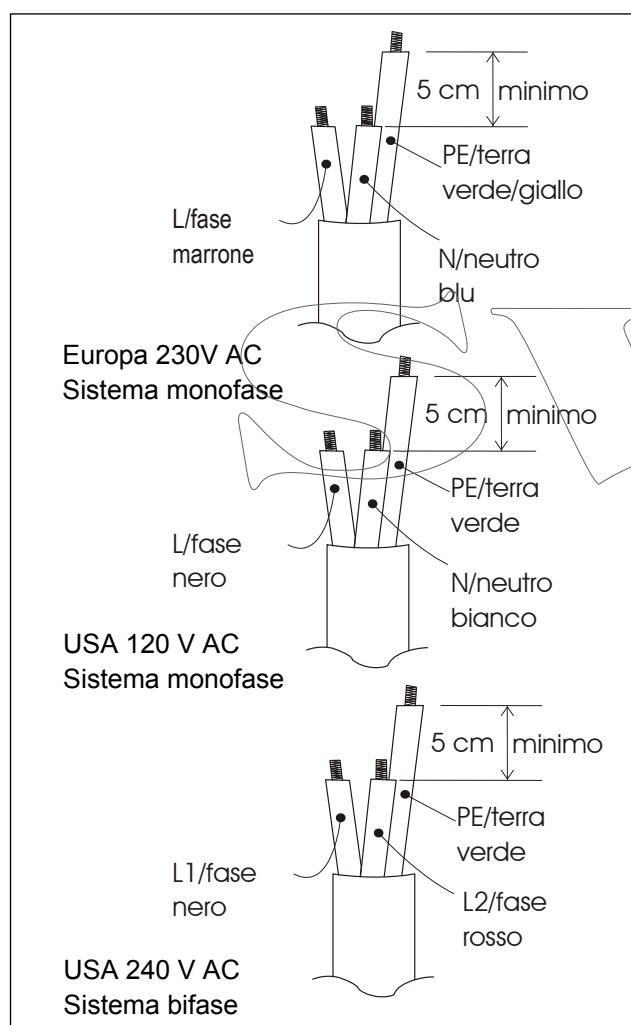 5 cm minimo
PE/terra
verde/giallo
L/fase
marrone
N/neutro
blu
Europa 230V AC
Sistema monofase
5 cm minimo
PE/terra
verde
L/fase
nero
N/neutro
bianco
USA 120 V AC
Sistema monofase
5 cm minimo
PE/terra
verde
L1/fase
nero
L2/fase
rosso
USA 240 V AC
Sistema bifase